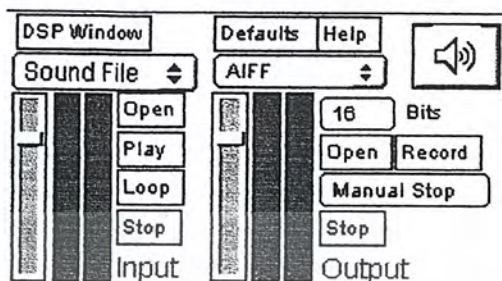 DSP Window Defaults Help
Sound File AIFF
Open 16 Bits
Play Open Record
Loop Manual Stop
Stop Stop
Input Output